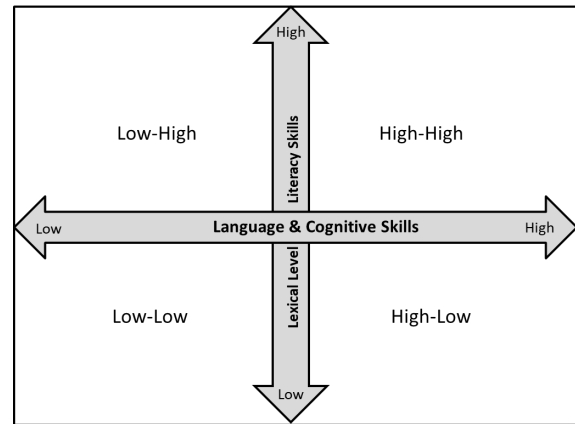 High
Literacy Skills
Low-High
High-High
Low
Language & Cognitive Skills
High
Lexical Level
Low-Low
High-Low
Low